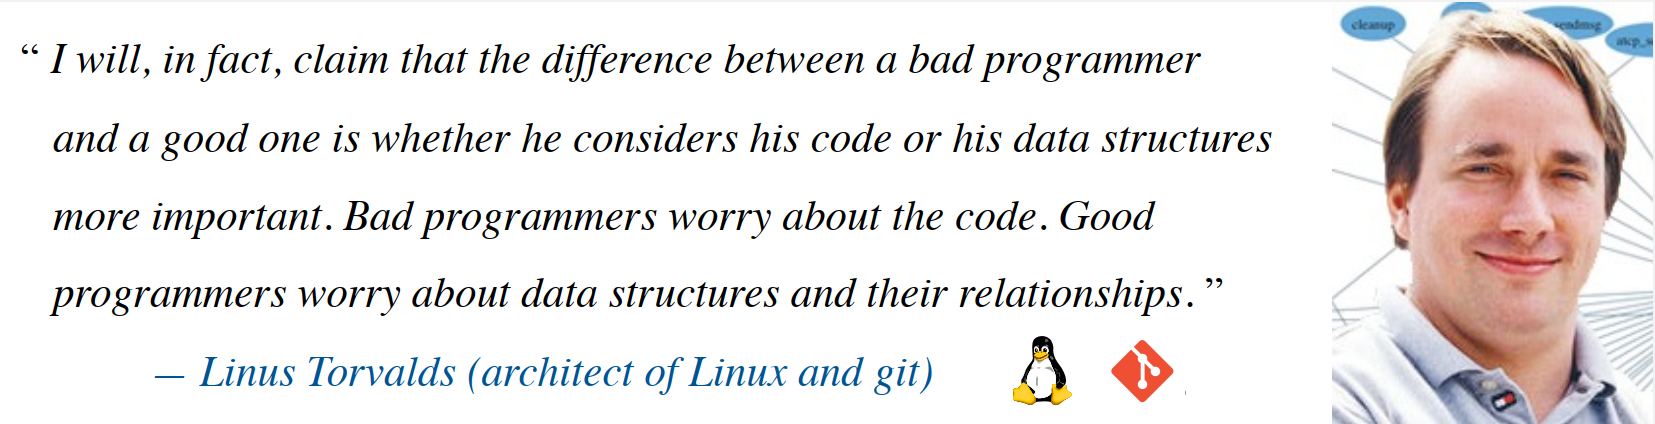 “ I will, in fact, claim that the difference between a bad programmer
and a good one is whether he considers his code or his data structures
more important. Bad programmers worry about the code. Good
programmers worry about data structures and their relationships. ”
— Linus Torvalds (architect of Linux and git)
cleanup
sendmsg